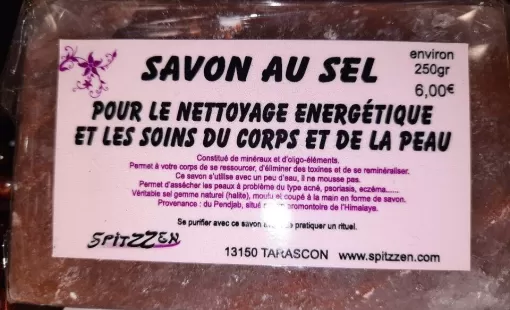 SAVON AU SEL
environ
250gr
6,00€
POUR LE NETTOYAGE ENERGÉTIQUE
ET LES SOINS DU CORPS ET DE LA PEAU
Constitué de minéraux et d'oligo-éléments.
Permet à votre corps de se ressourcer, d'éliminer des toxines et de se reminéraliser.
Ce savon s'utilise avec un peu d'eau, il ne mousse pas.
Permet d'assécher les peaux à problème du type acné, psoriasis, eczéma......
Véritable sel gemme naturel (halite), moulu et coupé à la main en forme de savon.
Provenance : du Pendjab, situé promontoire de l'Himalaya.
Se purifier avec ce savon pratiquer un rituel.
SPITZZEN
13150 TARASCON www.spitzzen.com